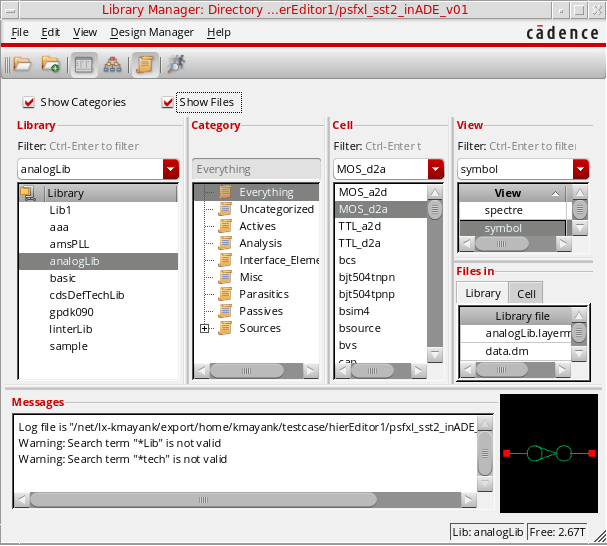 Library Manager: Directory ...erEditor1/psfxl_sst2_inADE_v01
File Edit View Design Manager Help
cādence
Show Categories
Show Files
Library
Filter: Ctrl-Enter to filter
analogLib
Library
Lib1
aaa
amsPLL
analogLib
basic
cdsDefTechLib
gpdk090
linterLib
sample
Category
Everything
Everything
Uncategorized
Actives
Analysis
Interface_Eleme
Misc
Parasitics
Passives
Sources
Cell
Filter: Ctrl-Enter t
MOS_d2a
MOS_a2d
MOS_d2a
TTL_a2d
TTL_d2a
bcs
bjt504tnpn
bjt504tpnp
bsim4
bsource
bvs
cap
View
Filter: Ctrl-Enter to filter
symbol
View
spectre
symbol
Files in
Library Cell
Library file
analogLib.layerm
data.dm
Messages
Log file is "/net/lx-kmayank/export/home/kmayank/testcase/hierEditor1/psfxl_sst2_inADE_
Warning: Search term "*Lib" is not valid
Warning: Search term "*tech" is not valid
Lib: analogLib Free: 2.67T